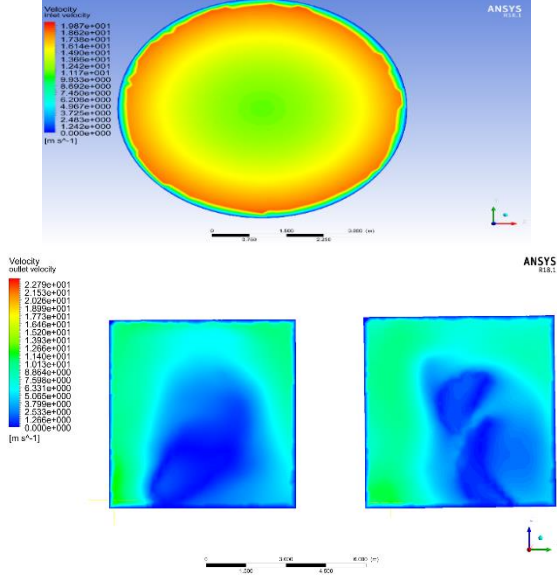 Velocity
Inlet velocity
1.987e+001
1.862e+001
1.738e+001
1.614e+001
1.490e+001
1.366e+001
1.242e+001
1.117e+001
9.933e+000
8.692e+000
7.450e+000
6.208e+000
4.967e+000
3.725e+000
2.483e+000
1.242e+000
0.000e+000
[m s^-1]
ANSYS
R18.1
0 1.500 3.000 (m)
0.750 2.250
Velocity
outlet velocity
2.279e+001
2.153e+001
2.026e+001
1.899e+001
1.773e+001
1.646e+001
1.520e+001
1.393e+001
1.266e+001
1.140e+001
1.013e+001
8.864e+000
7.598e+000
6.331e+000
5.065e+000
3.799e+000
2.533e+000
1.266e+000
0.000e+000
[m s^-1]
ANSYS
R18.1
0 3.000 6.000 (m)
1.500 4.500